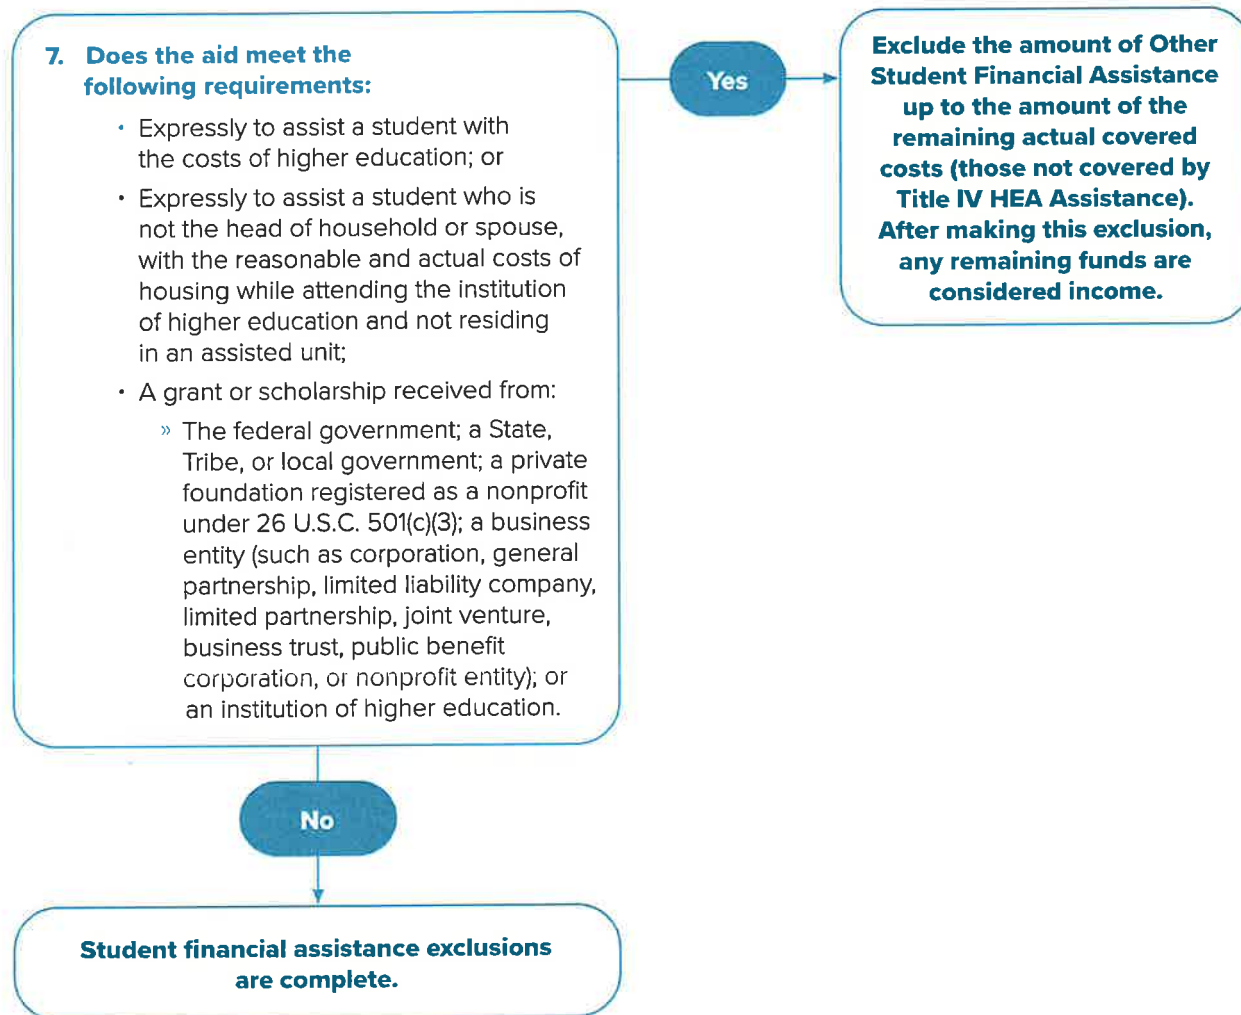 7. Does the aid meet the
following requirements:
• Expressly to assist a student with
the costs of higher education; or
• Expressly to assist a student who is
not the head of household or spouse,
with the reasonable and actual costs of
housing while attending the institution
of higher education and not residing
in an assisted unit;
• A grant or scholarship received from:
» The federal government; a State,
Tribe, or local government; a private
foundation registered as a nonprofit
under 26 U.S.C. 501(c)(3); a business
entity (such as corporation, general
partnership, limited liability company,
limited partnership, joint venture,
business trust, public benefit
corporation, or nonprofit entity); or
an institution of higher education.
Yes
Exclude the amount of Other
Student Financial Assistance
up to the amount of the
remaining actual covered
costs (those not covered by
Title IV HEA Assistance).
After making this exclusion,
any remaining funds are
considered income.
No
Student financial assistance exclusions
are complete.